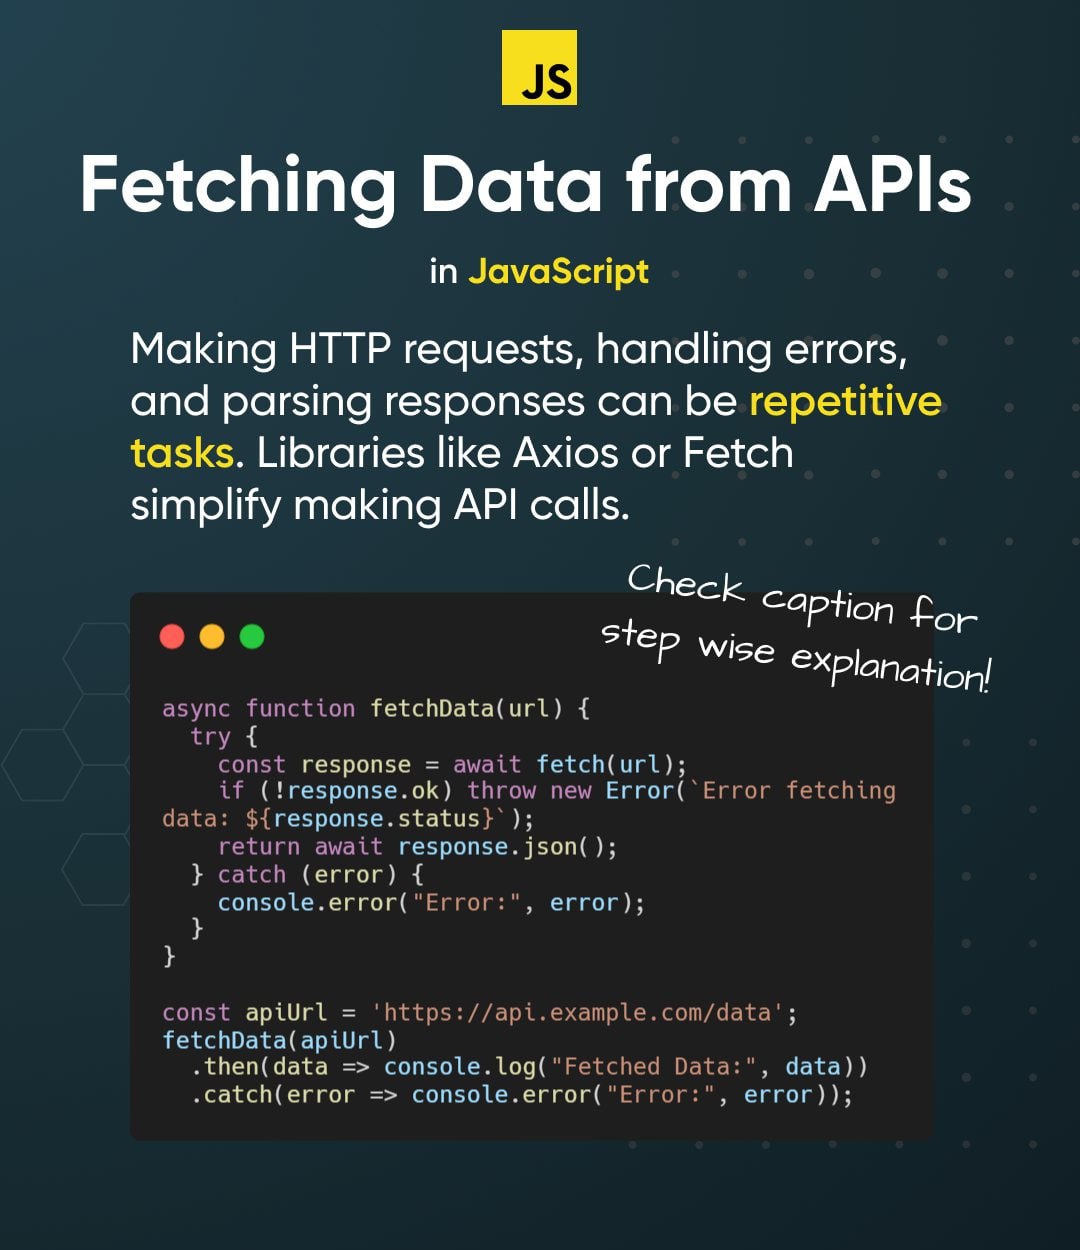 JS
Fetching Data from APIs
in JavaScript
Making HTTP requests, handling errors,
and parsing responses can be repetitive
tasks. Libraries like Axios or Fetch
simplify making API calls.
Check caption for
step wise explanation!
async function fetchData(url) {
  try {
    const response = await fetch(url);
    if (!response.ok) throw new Error(`Error fetching
data: ${response.status}`);
    return await response.json();
  } catch (error) {
    console.error("Error:", error);
  }
}
const apiUrl = 'https://api.example.com/data';
fetchData(apiUrl)
  .then(data => console.log("Fetched Data:", data))
  .catch(error => console.error("Error:", error));